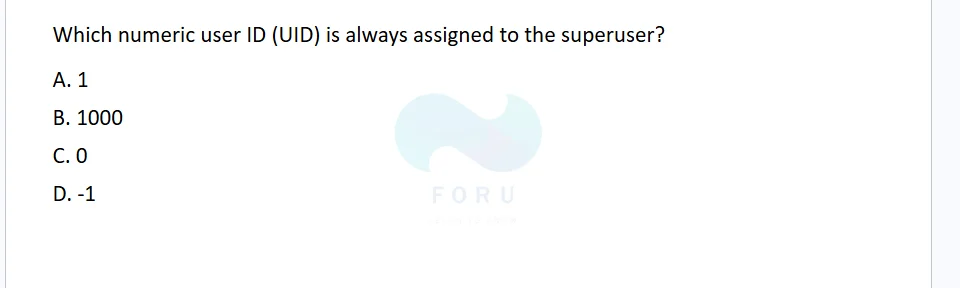 Which numeric user ID (UID) is always assigned to the superuser?
A. 1
B. 1000
C. 0
D. -1
FORU